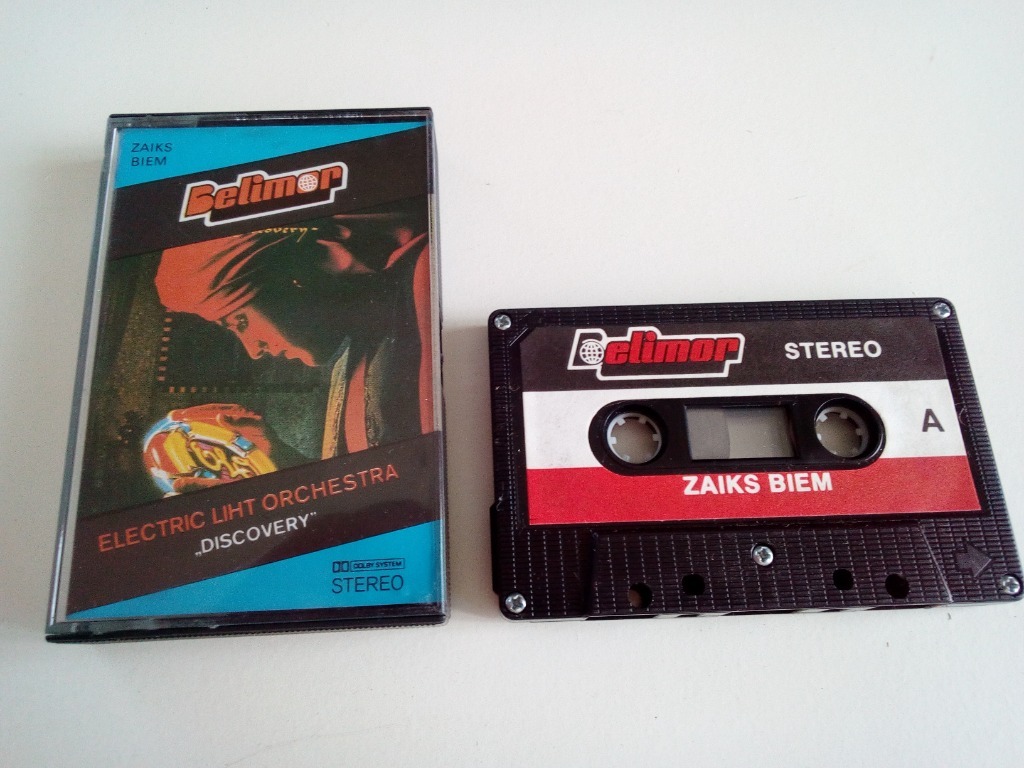 ZAIKS
BIEM
Belimor
ELECTRIC LIHT ORCHESTRA
„DISCOVERY"
DOLBY SYSTEM
STEREO
Belimor
STEREO
A
ZAIKS BIEM